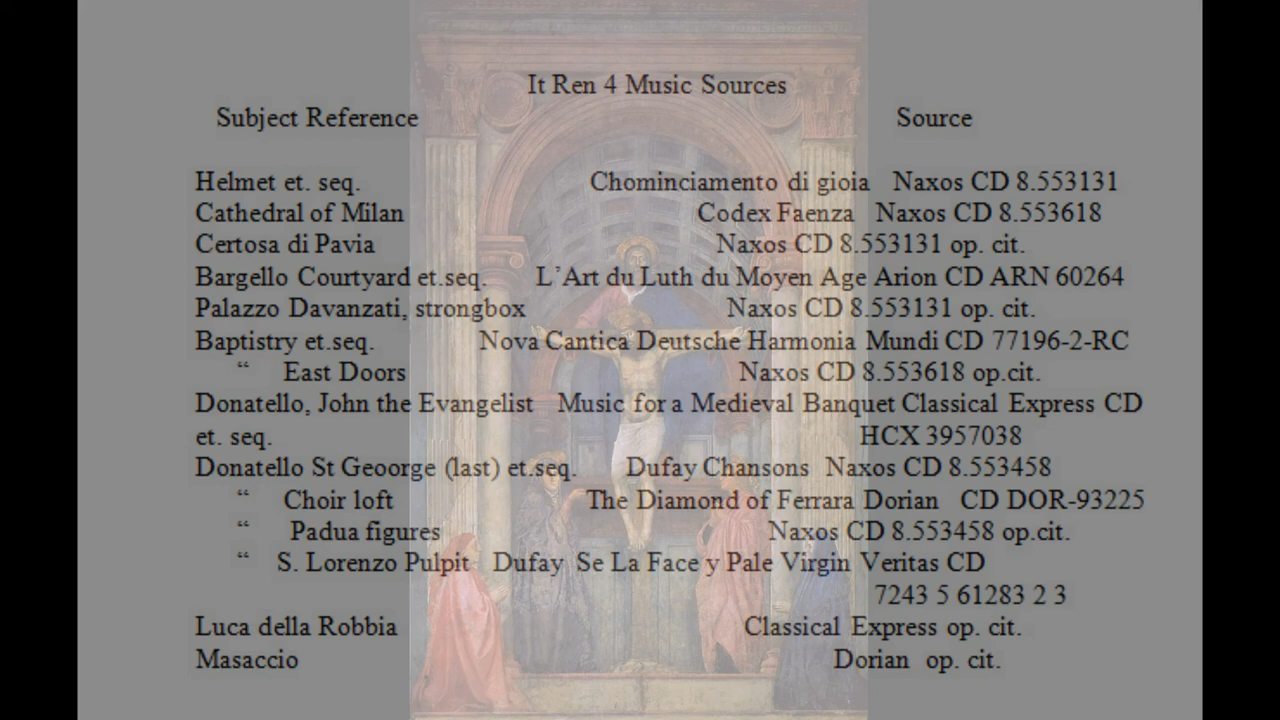 It Ren 4 Music Sources
Subject Reference Source
Helmet et. seq. Chominciamento di gioia Naxos CD 8.553131
Cathedral of Milan Codex Faenza Naxos CD 8.553618
Certosa di Pavia Naxos CD 8.553131 op. cit.
Bargello Courtyard et.seq. L’Art du Luth du Moyen Age Arion CD ARN 60264
Palazzo Davanzati, strongbox Naxos CD 8.553131 op. cit.
Baptistry et.seq. Nova Cantica Deutsche Harmonia Mundi CD 77196-2-RC
“ East Doors Naxos CD 8.553618 op.cit.
Donatello, John the Evangelist Music for a Medieval Banquet Classical Express CD
et. seq. HCX 3957038
Donatello St Geoorge (last) et.seq. Dufay Chansons Naxos CD 8.553458
“ Choir loft The Diamond of Ferrara Dorian CD DOR-93225
“ Padua figures Naxos CD 8.553458 op.cit.
“ S. Lorenzo Pulpit Dufay Se La Face y Pale Virgin Veritas CD
7243 5 61283 2 3
Luca della Robbia Classical Express op. cit.
Masaccio Dorian op. cit.